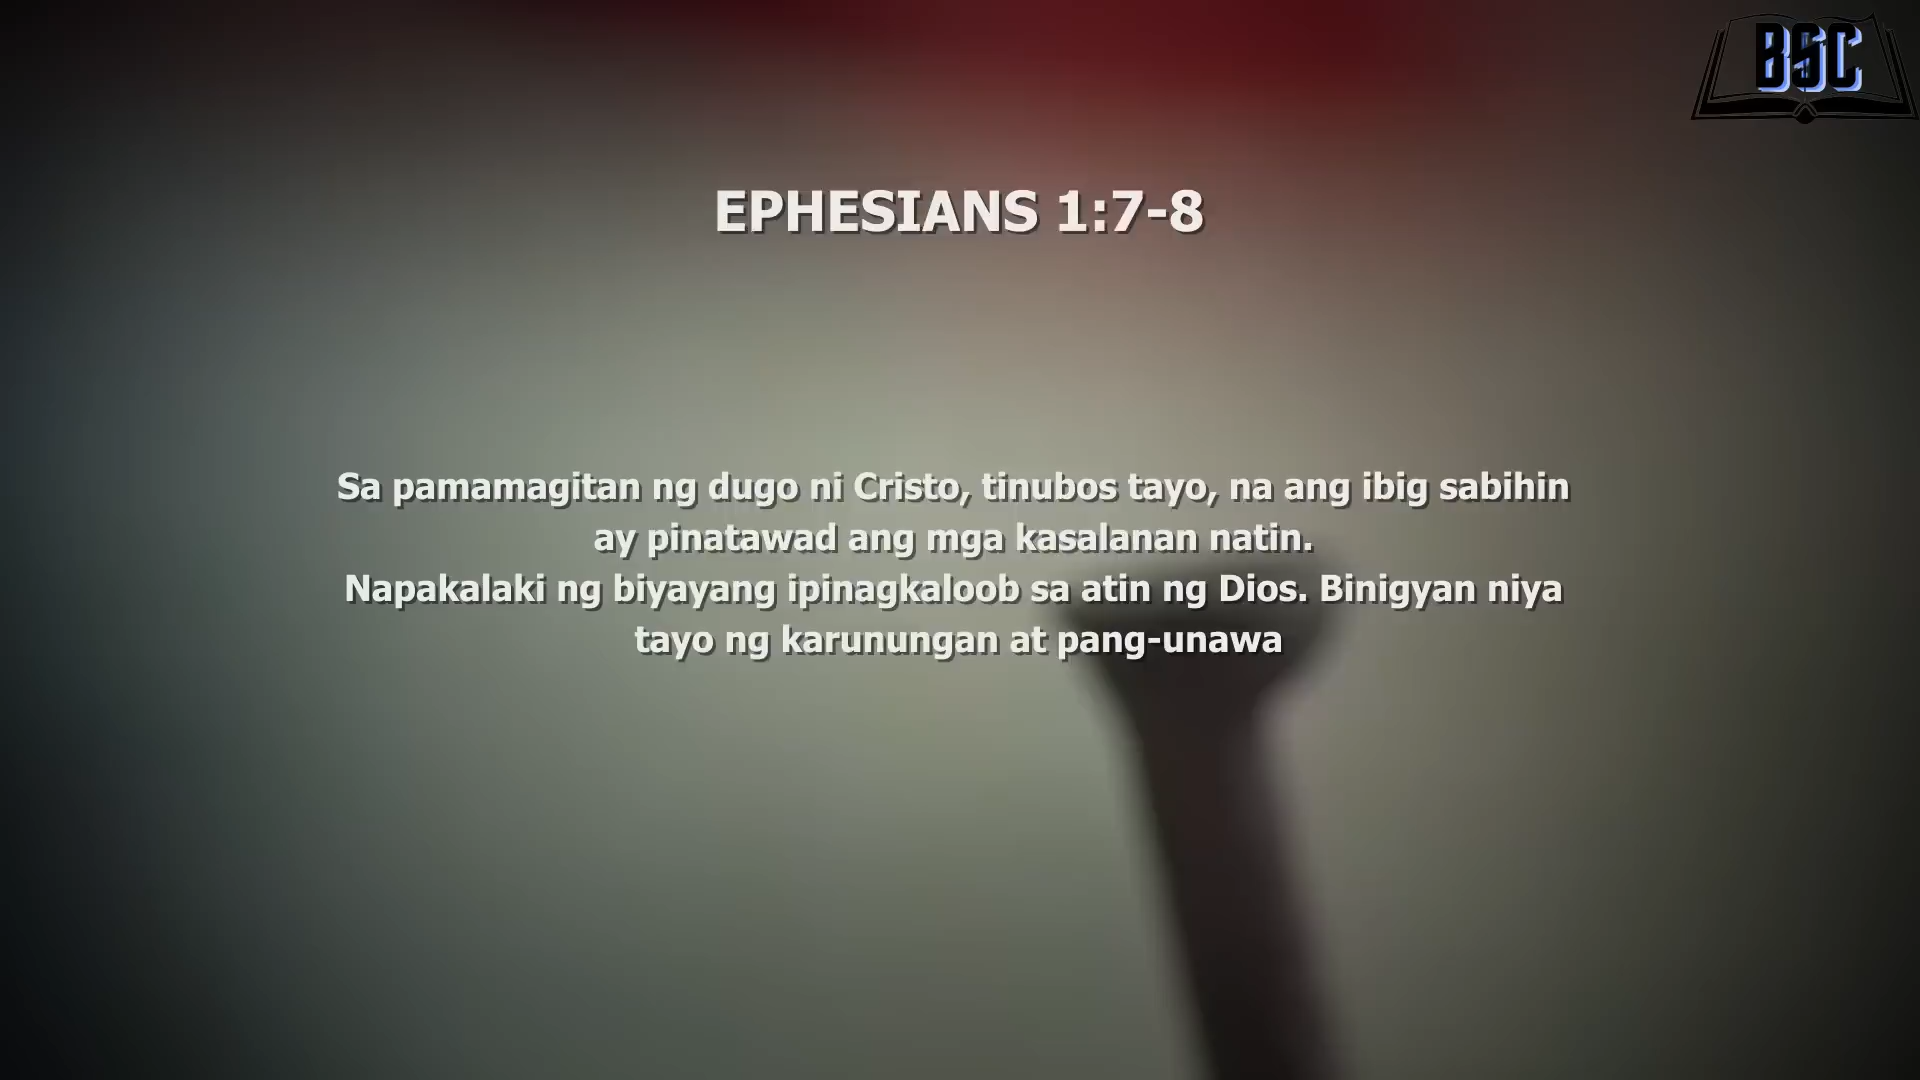 BSC
EPHESIANS 1:7-8
Sa pamamagitan ng dugo ni Cristo, tinubos tayo, na ang ibig sabihin
ay pinatawad ang mga kasalanan natin.
Napakalaki ng biyayang ipinagkaloob sa atin ng Dios. Binigyan niya
tayo ng karunungan at pang-unawa